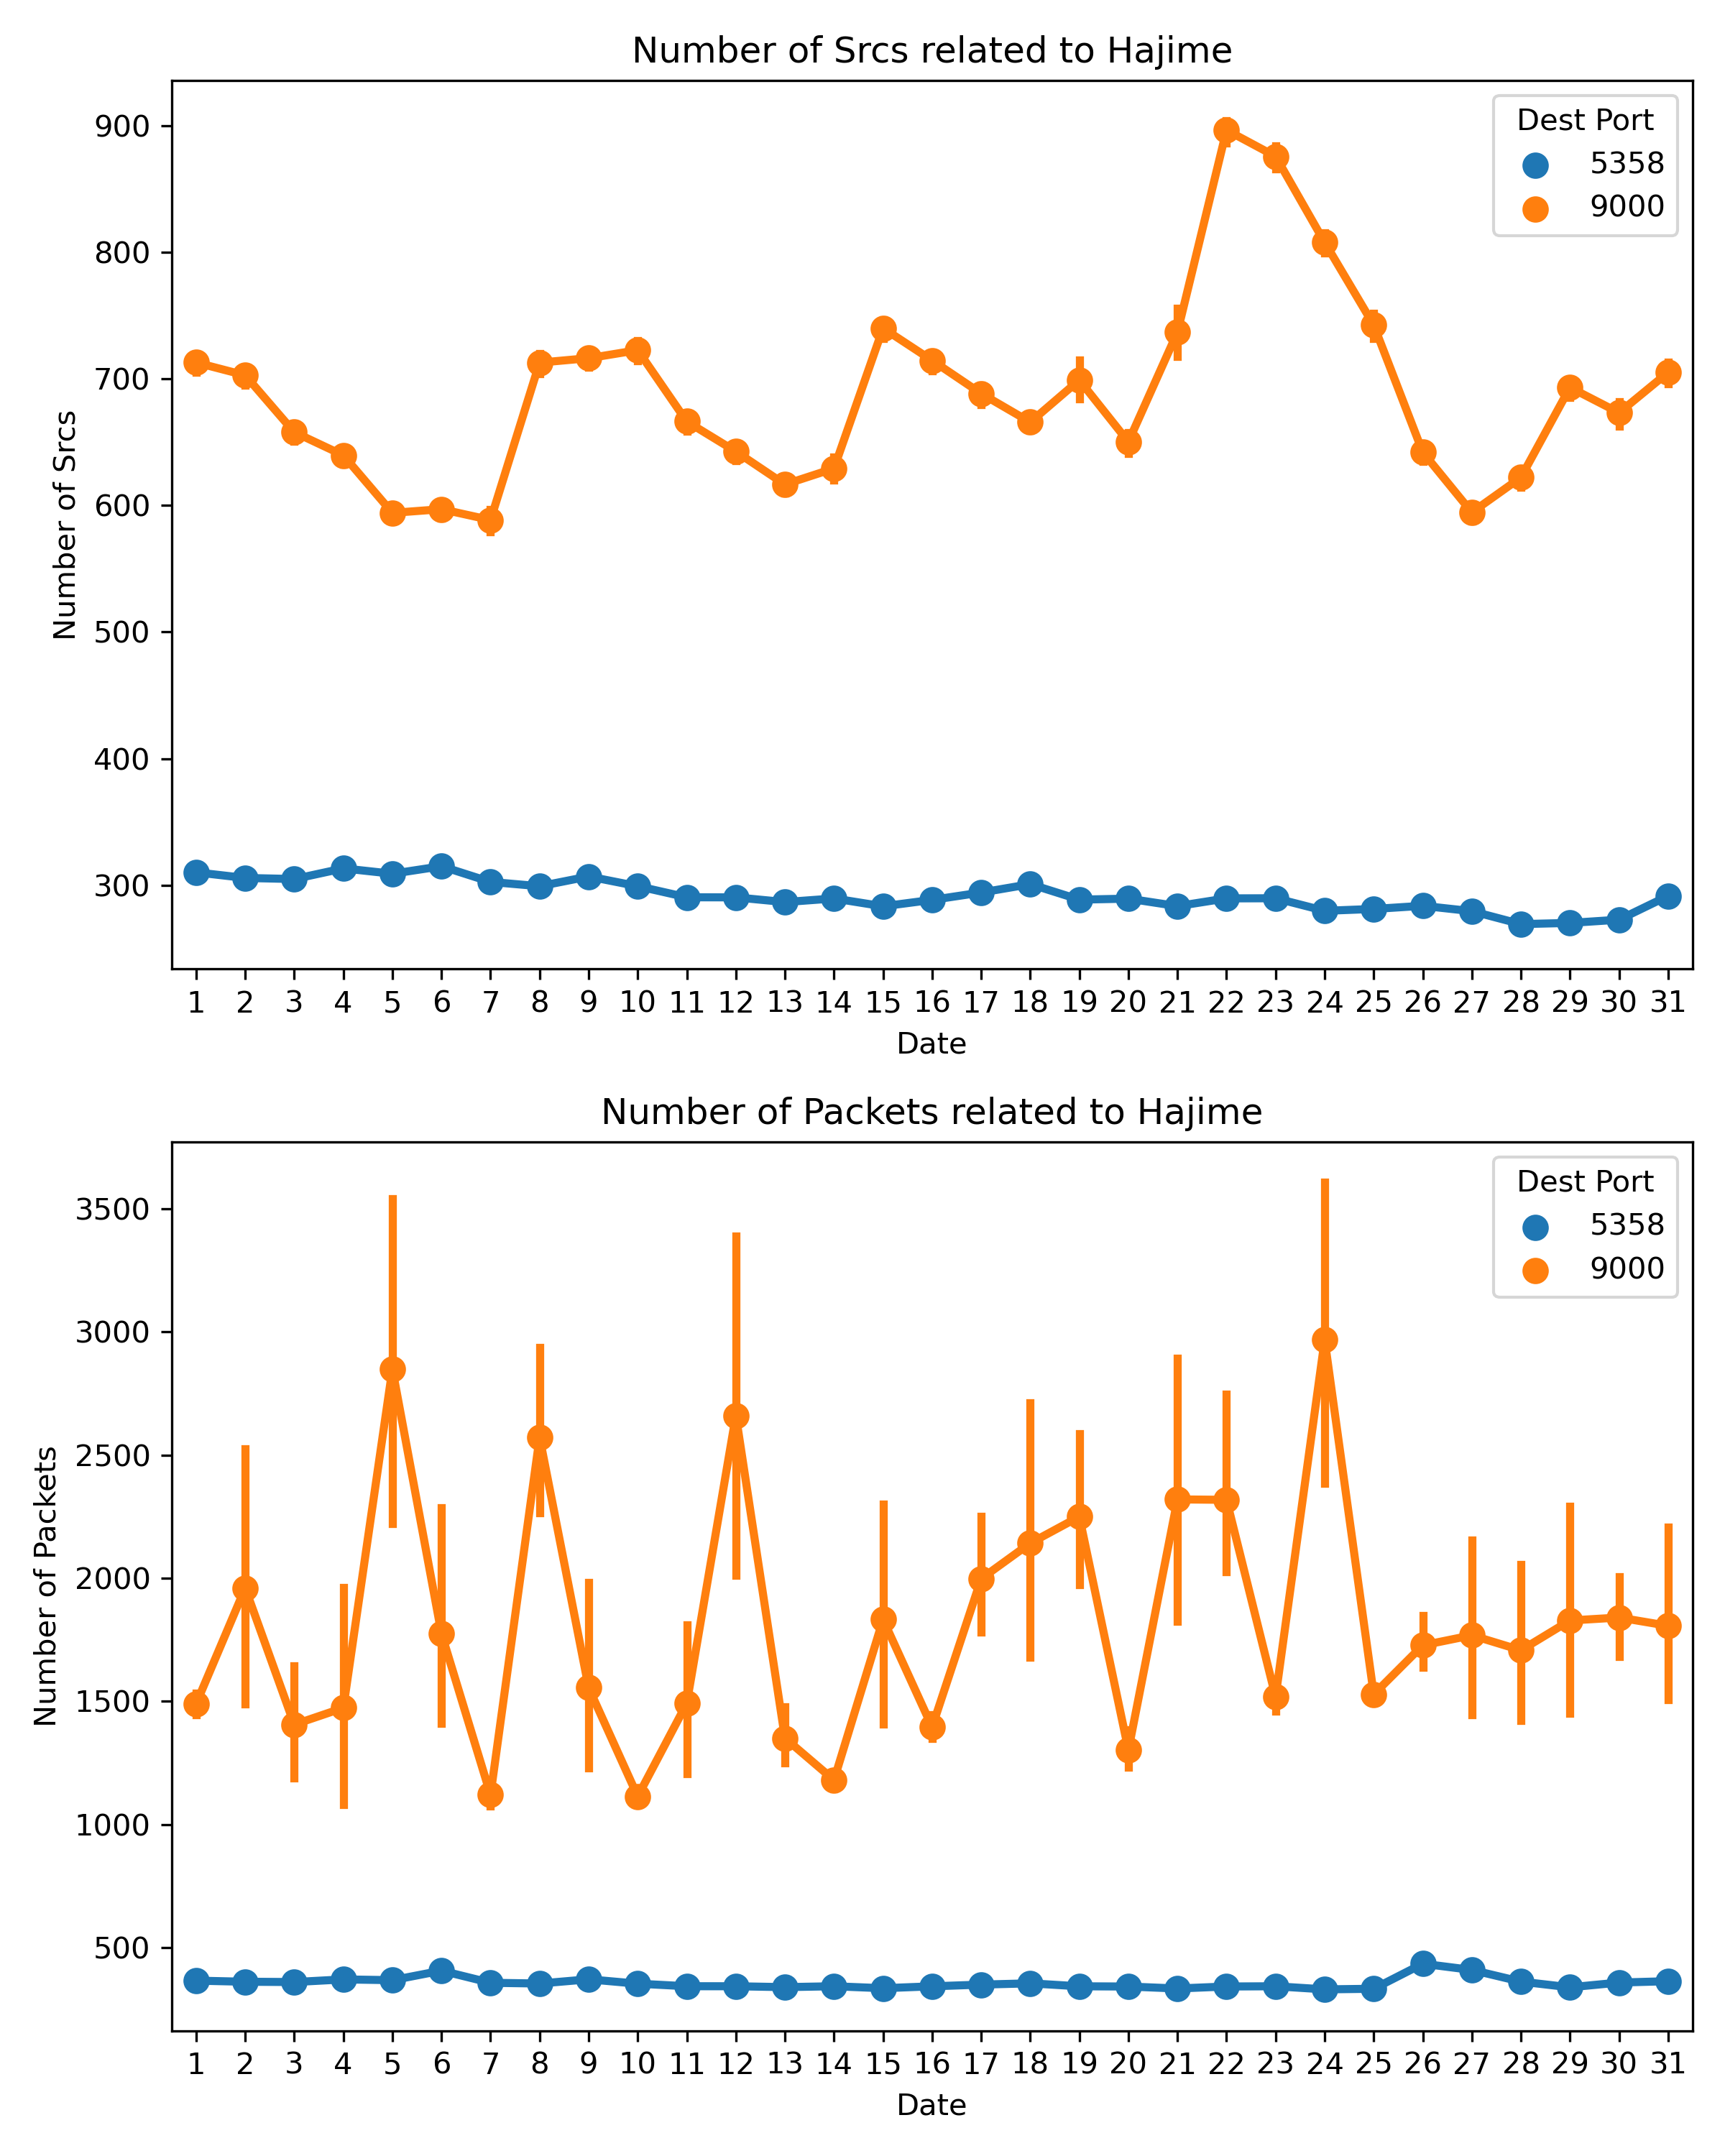 Number of Srcs related to Hajime
Dest Port
5358
9000
900
800
700
600
500
400
300
Number of Srcs
1 2 3 4 5 6 7 8 9 10 11 12 13 14 15 16 17 18 19 20 21 22 23 24 25 26 27 28 29 30 31
Date
Number of Packets related to Hajime
Dest Port
5358
9000
3500
3000
2500
2000
1500
1000
500
Number of Packets
1 2 3 4 5 6 7 8 9 10 11 12 13 14 15 16 17 18 19 20 21 22 23 24 25 26 27 28 29 30 31
Date